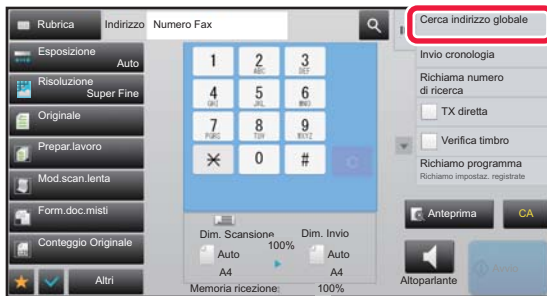 Rubrica
Indirizzo
Numero Fax
Esposizione
Auto
Risoluzione
Super Fine
Originale
Prepar.lavoro
Mod.scan.lenta
Form.doc.misti
Conteggio Originale
Altri
1
2
ABC
3
DEF
4
GHI
5
JKL
6
MNO
7
PQRS
8
TUV
9
WXYZ
0
#
C
Dim. Scansione
Auto
A4
100%
Dim. Invio
Auto
A4
Memoria ricezione:
100%
Cerca indirizzo globale
Invio cronologia
Richiama numero
di ricerca
TX diretta
Verifica timbro
Richiamo programma
Richiamo impostaz. registrate
Anteprima
CA
Altoparlante
Avvio